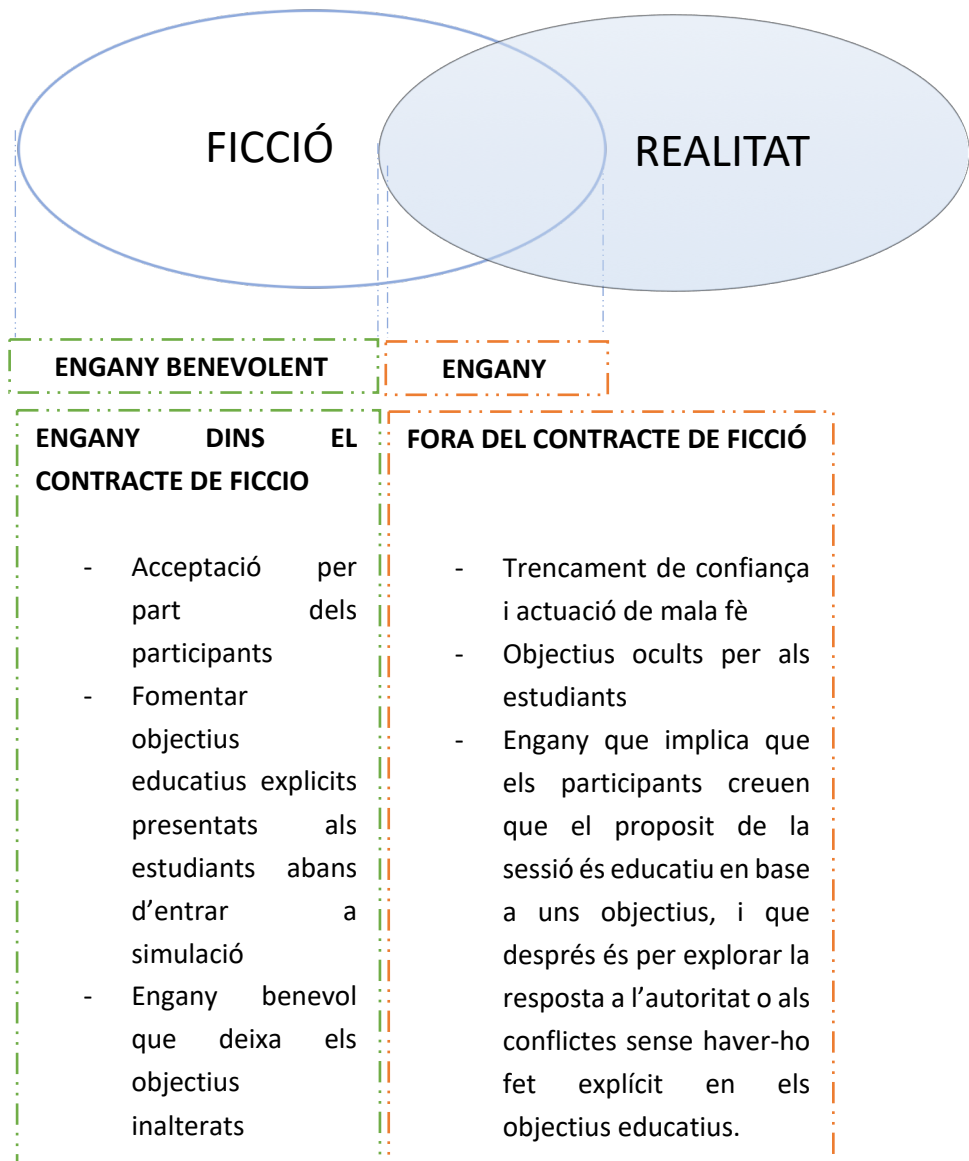 FICCIÓ
REALITAT
ENGANY BENEVOLENT
ENGANY
ENGANY DINS EL
CONTRACTE DE FICCIO
- Acceptació per
part dels
participants
- Fomentar
objectius
educatius explicits
presentats als
estudiants abans
d’entrar a
simulació
- Engany benevol
que deixa els
objectius
inalterats
FORA DEL CONTRACTE DE FICCIÓ
- Trencament de confiança
i actuació de mala fè
- Objectius ocults per als
estudiants
- Engany que implica que
els participants creuen
que el proposit de la
sessió és educatiu en base
a uns objectius, i que
després és per explorar la
resposta a l’autoritat o als
conflictes sense haver-ho
fet explícit en els
objectius educatius.